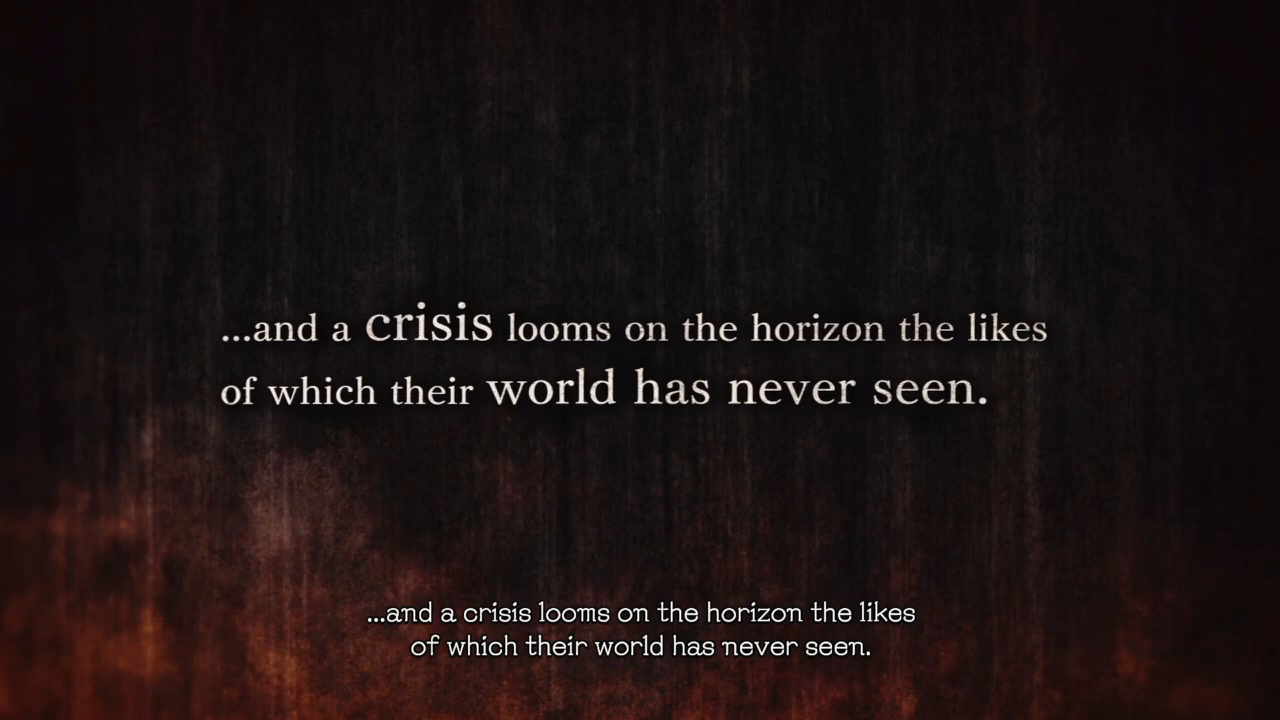 ...and a crisis looms on the horizon the likes
of which their world has never seen.
...and a crisis looms on the horizon the likes
of which their world has never seen.